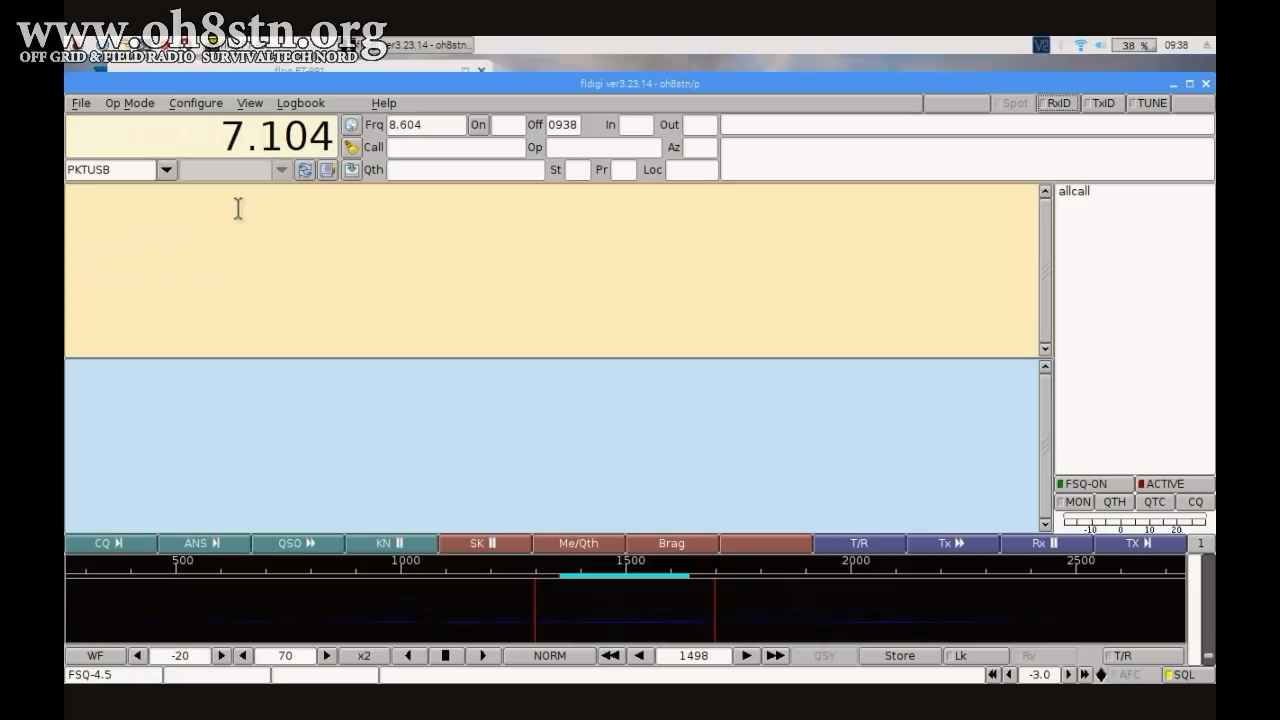 www.oh8stn.org
OFF GRID & FIELD RADIO SURVIVALTECH NORD
ver3.23.14 - oh8stn...
38 %
09:38
fldigi ver3.23.14 - oh8stn/p
File Op Mode Configure View Logbook Help
Spot RxID TxID TUNE
7.104
Frq 8.604 On Off 0938 In Out
Call Op Az
PKTUSB
Qth St Pr Loc
allcall
FSQ-ON ACTIVE
MON QTH QTC CQ
-10 0 10 20
CQ ANS QSO KN SK Me/Qth Brag T/R Tx Rx TX 1
500 1000 1500 2000 2500
WF -20 70 x2 NORM 1498 QSY Store Lk Rv T/R
FSQ-4.5 -3.0 AFC SQL